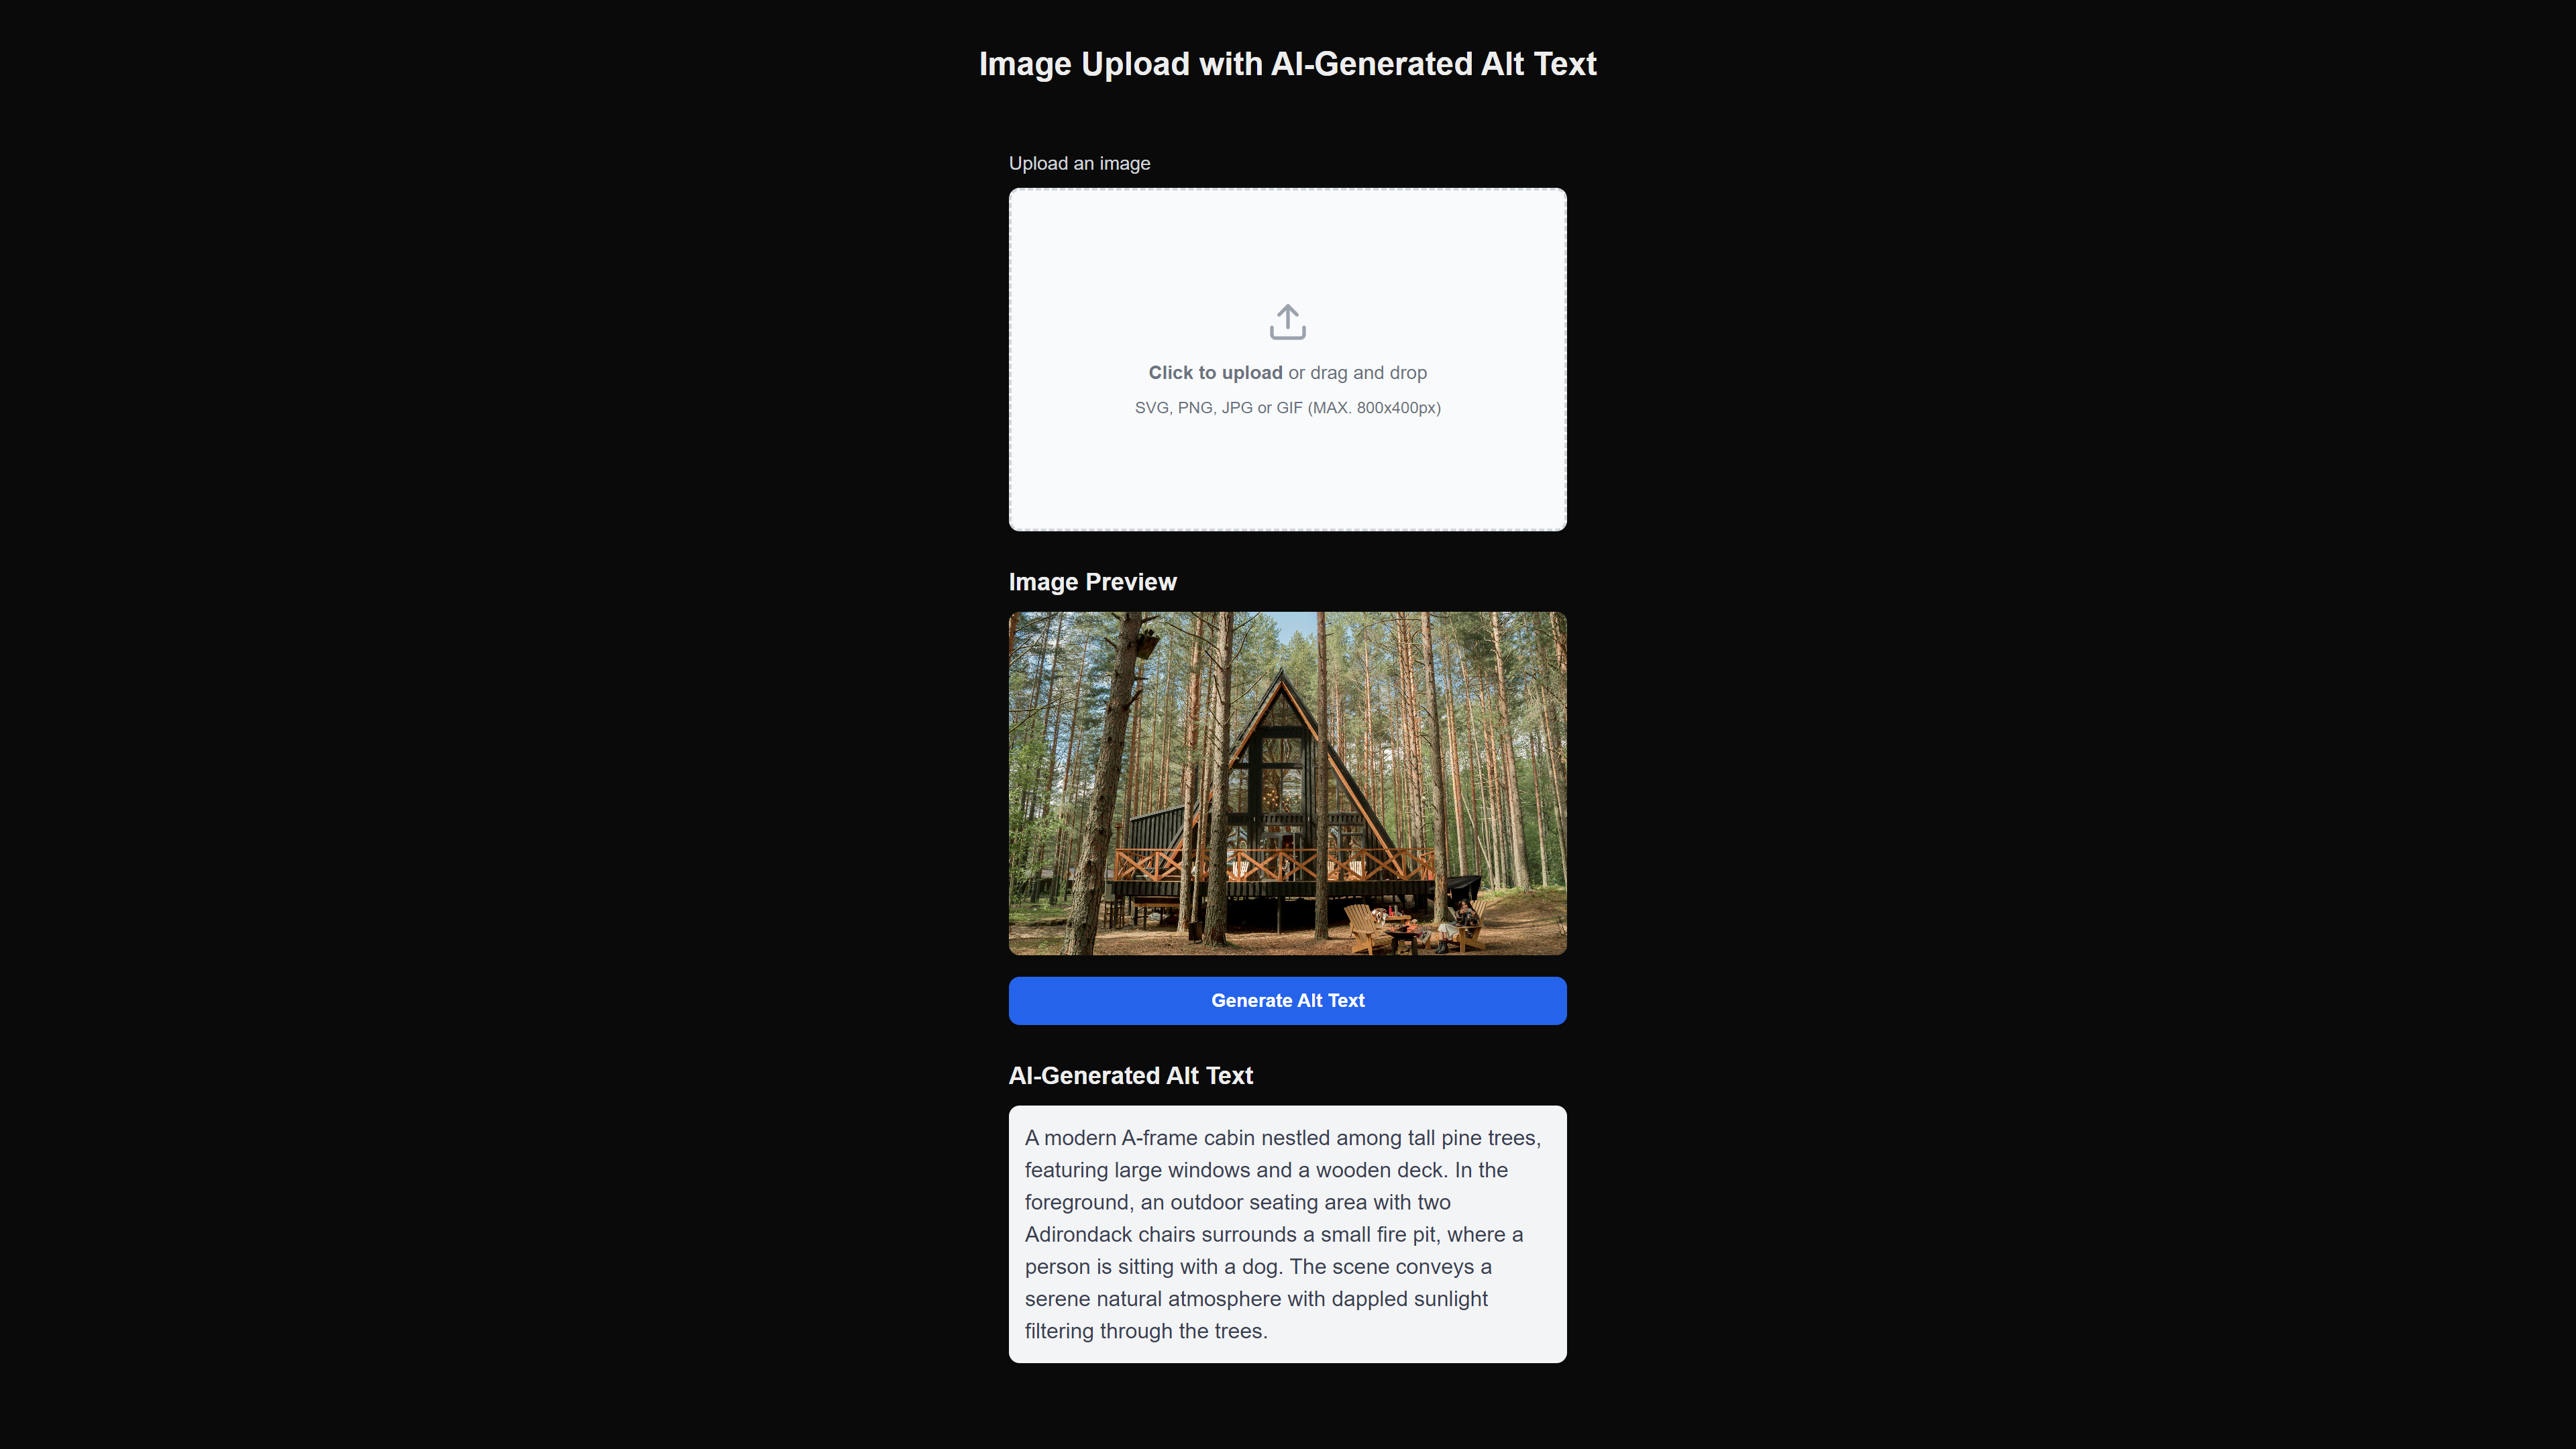 Image Upload with AI-Generated Alt Text
Upload an image
Click to upload or drag and drop
SVG, PNG, JPG or GIF (MAX. 800x400px)
Image Preview
Generate Alt Text
AI-Generated Alt Text
A modern A-frame cabin nestled among tall pine trees,
featuring large windows and a wooden deck. In the
foreground, an outdoor seating area with two
Adirondack chairs surrounds a small fire pit, where a
person is sitting with a dog. The scene conveys a
serene natural atmosphere with dappled sunlight
filtering through the trees.